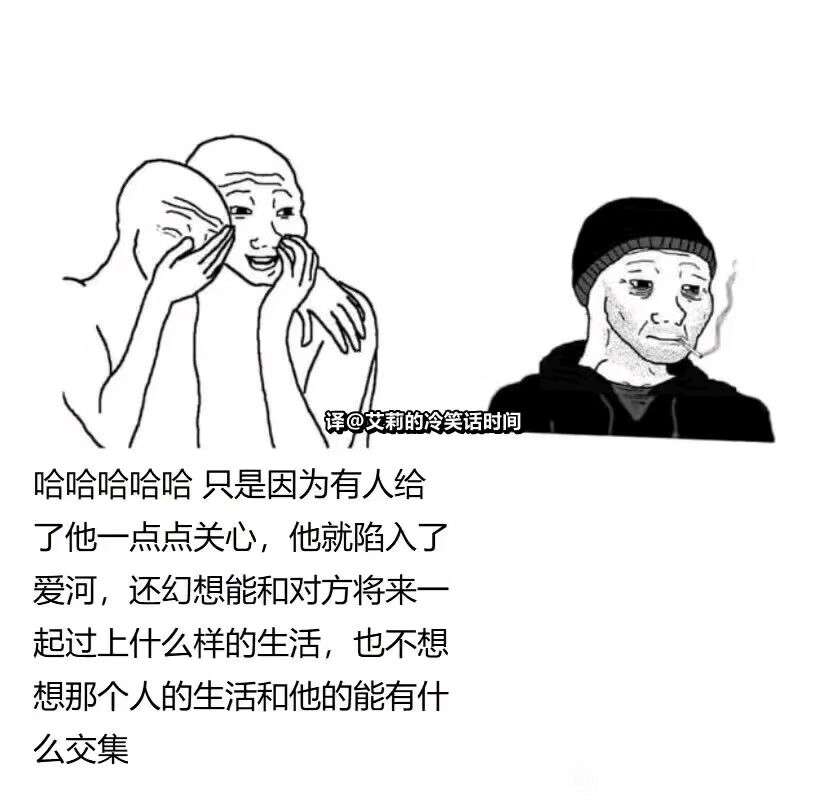 译@艾莉的冷笑话时间
哈哈哈哈哈 只是因为有人给
了他一点点关心，他就陷入了
爱河，还幻想能和对方将来一
起过上什么样的生活，也不想
想那个人的生活和他的能有什
么交集